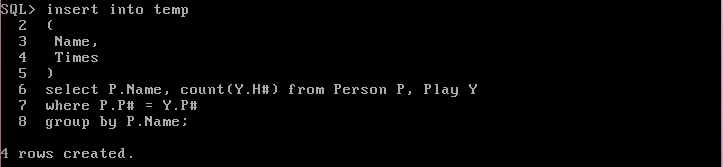 SQL> insert into temp
2 (
3 Name,
4 Times
5 )
6 select P.Name, count(Y.H#) from Person P, Play Y
7 where P.P# = Y.P#
8 group by P.Name;
4 rows created.